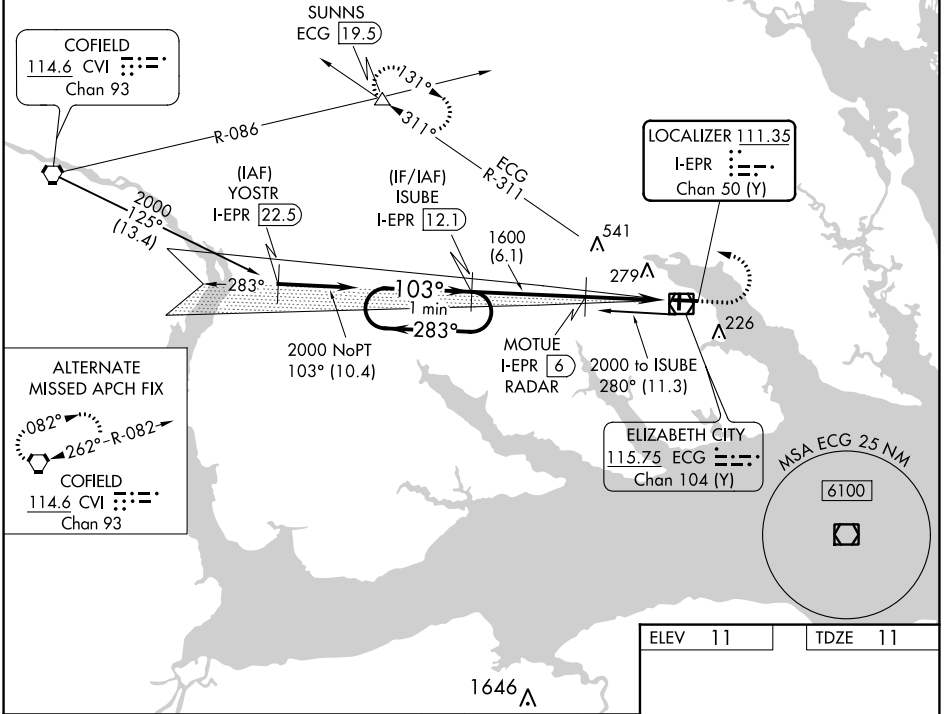 SUNNS
ECG 19.5
COFIELD
114.6 CVI
Chan 93
131°
311°
R-086
LOCALIZER 111.35
I-EPR
Chan 50 (Y)
(IAF)
YOSTR
I-EPR 22.5
(IF/IAF)
ISUBE
I-EPR 12.1
ECG
R-311
2000
125°
(13.4)
1600
(6.1)
541
279
283°
103°
1 min
283°
226
2000 NoPT
103° (10.4)
MOTUE
I-EPR 6
RADAR
2000 to ISUBE
280° (11.3)
ALTERNATE
MISSED APCH FIX
082°
262°
R-082
COFIELD
114.6 CVI
Chan 93
ELIZABETH CITY
115.75 ECG
Chan 104 (Y)
MSA ECG 25 NM
6100
ELEV 11
TDZE 11
1646